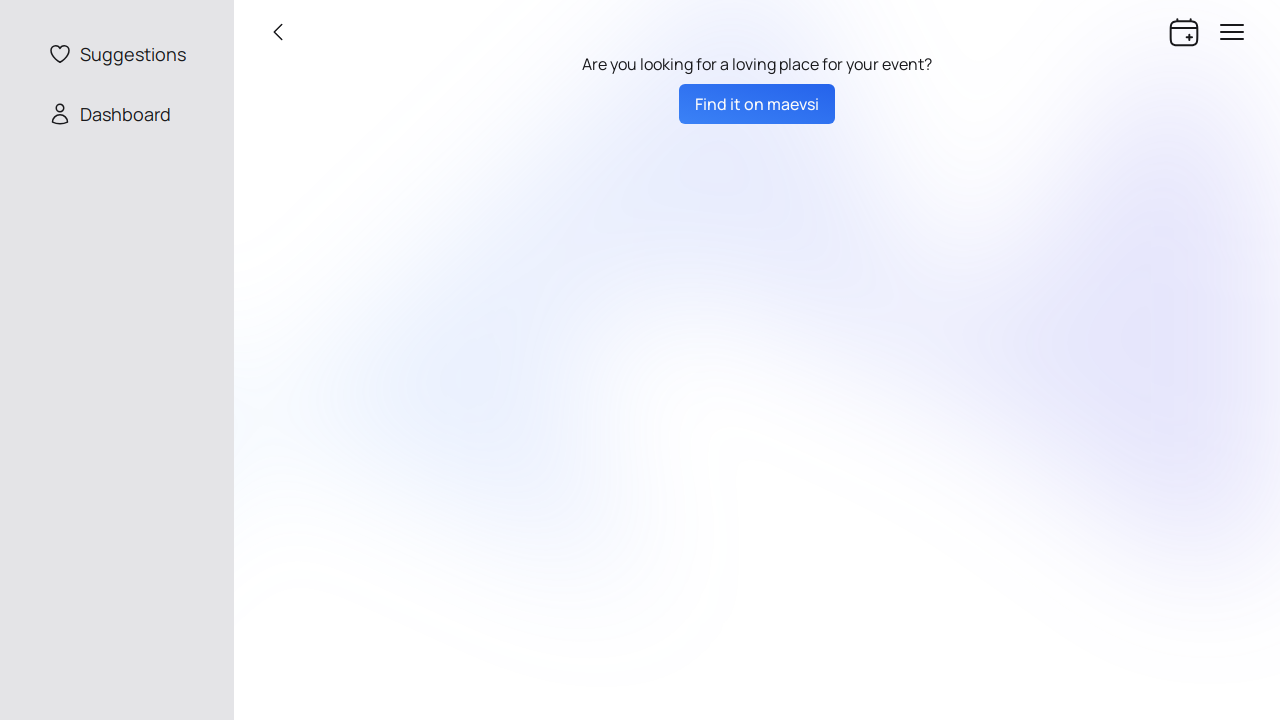 Suggestions
Dashboard
Are you looking for a loving place for your event?
Find it on maevsi